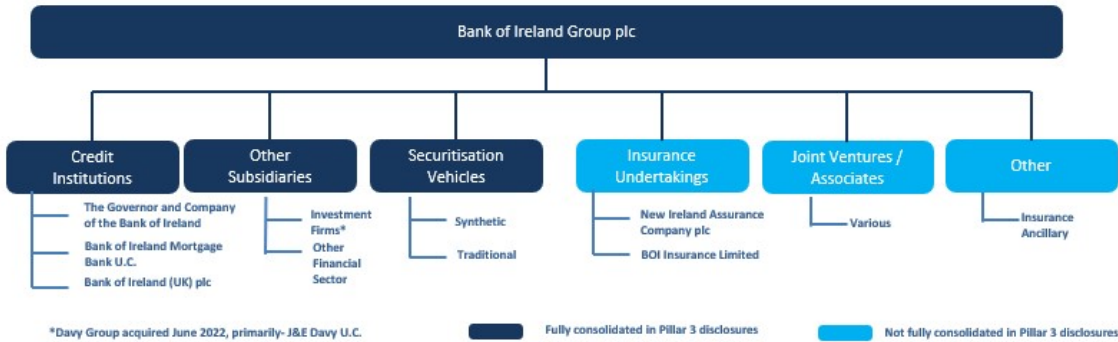 Bank of Ireland Group plc
Credit
Institutions
Other
Subsidiaries
Securitisation
Vehicles
Insurance
Undertakings
Joint Ventures /
Associates
Other
The Governor and Company
of the Bank of Ireland
Bank of Ireland Mortgage
Bank U.C.
Bank of Ireland (UK) plc
Investment
Firms*
Other
Financial
Sector
Synthetic
Traditional
New Ireland Assurance
Company plc
BOI Insurance Limited
Various
Insurance
Ancillary
*Davy Group acquired June 2022, primarily- J&E Davy U.C.
Fully consolidated in Pillar 3 disclosures
Not fully consolidated in Pillar 3 disclosures